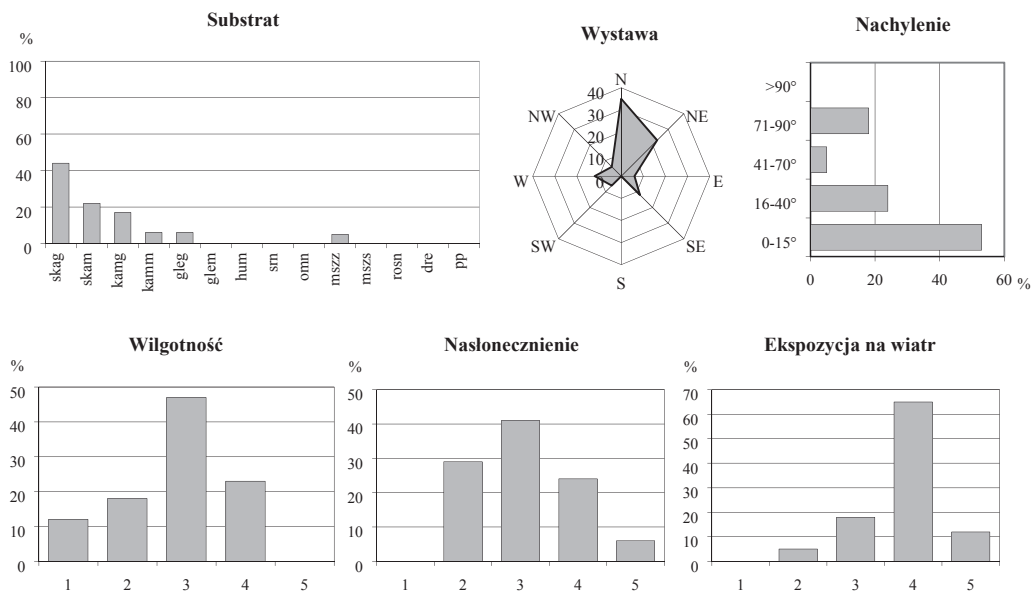 Substrat
%
100
80
60
40
20
0
skag
skam
kamg
kamm
gleg
glem
hum
srn
omn
mszz
mszs
rosn
dre
pp
Wystawa
N
NE
E
SE
S
SW
W
NW
40
30
20
10
0
Nachylenie
>90°
71-90°
41-70°
16-40°
0-15°
0 20 40 60 %
Wilgotność
%
50
40
30
20
10
0
1 2 3 4 5
Nasłonecznienie
%
50
40
30
20
10
0
1 2 3 4 5
Ekspozycja na wiatr
%
70
60
50
40
30
20
10
0
1 2 3 4 5